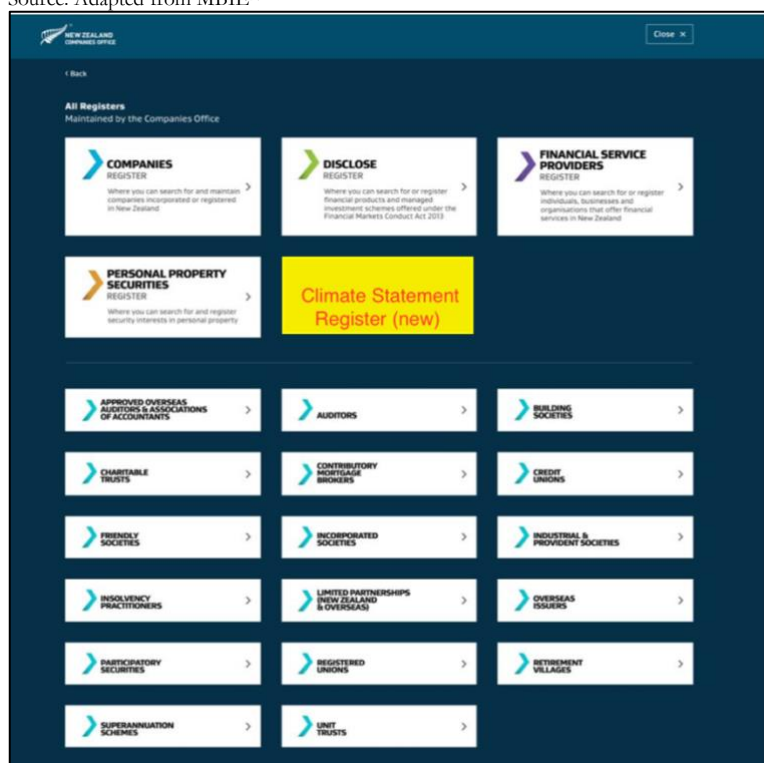 Source: Adapted from MBIE
NEW ZEALAND
COMPANIES OFFICE
Close ×
‹ Back
All Registers
Maintained by the Companies Office
COMPANIES
REGISTER
Where you can search for and maintain
companies incorporated or registered
in New Zealand
DISCLOSE
REGISTER
Where you can search for or register
financial products and managed
investment schemes offered under the
Financial Markets Conduct Act 2013
FINANCIAL SERVICE
PROVIDERS
REGISTER
Where you can search for or register
individuals, businesses and
organisations that offer financial
services in New Zealand
PERSONAL PROPERTY
SECURITIES
REGISTER
Where you can search for and register
security interests in personal property
Climate Statement
Register (new)
APPROVED OVERSEAS
AUDITORS & ASSOCIATIONS
OF ACCOUNTANTS
AUDITORS
BUILDING
SOCIETIES
CHARITABLE
TRUSTS
CONTRIBUTORY
MORTGAGE
BROKERS
CREDIT
UNIONS
FRIENDLY
SOCIETIES
INCORPORATED
SOCIETIES
INDUSTRIAL &
PROVIDENT SOCIETIES
INSOLVENCY
PRACTITIONERS
LIMITED PARTNERSHIPS
(NEW ZEALAND
& OVERSEAS)
OVERSEAS
ISSUERS
PARTICIPATORY
SECURITIES
REGISTERED
UNIONS
RETIREMENT
VILLAGES
SUPERANNUATION
SCHEMES
UNIT
TRUSTS